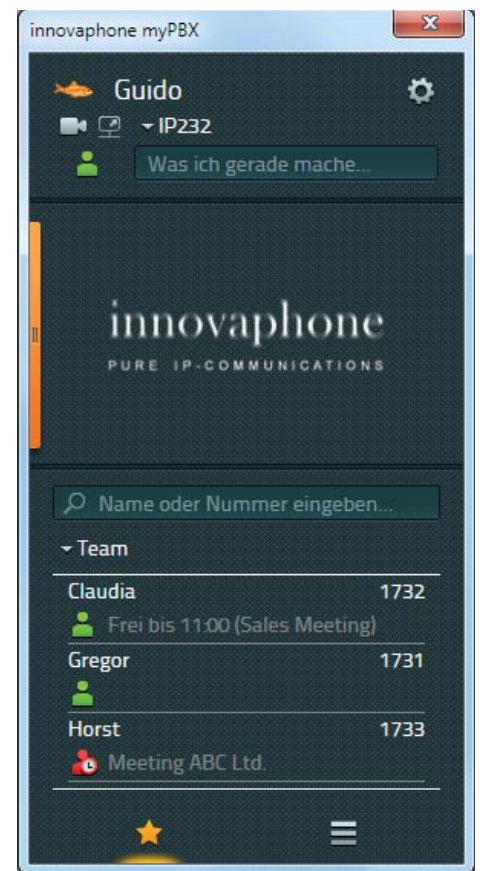 innovaphone myPBX
Guido
IP232
Was ich gerade mache...
innovaphone
PURE IP-COMMUNICATIONS
Name oder Nummer eingeben...
Team
Claudia 1732
Frei bis 11:00 (Sales Meeting)
Gregor 1731
Horst 1733
Meeting ABC Ltd.